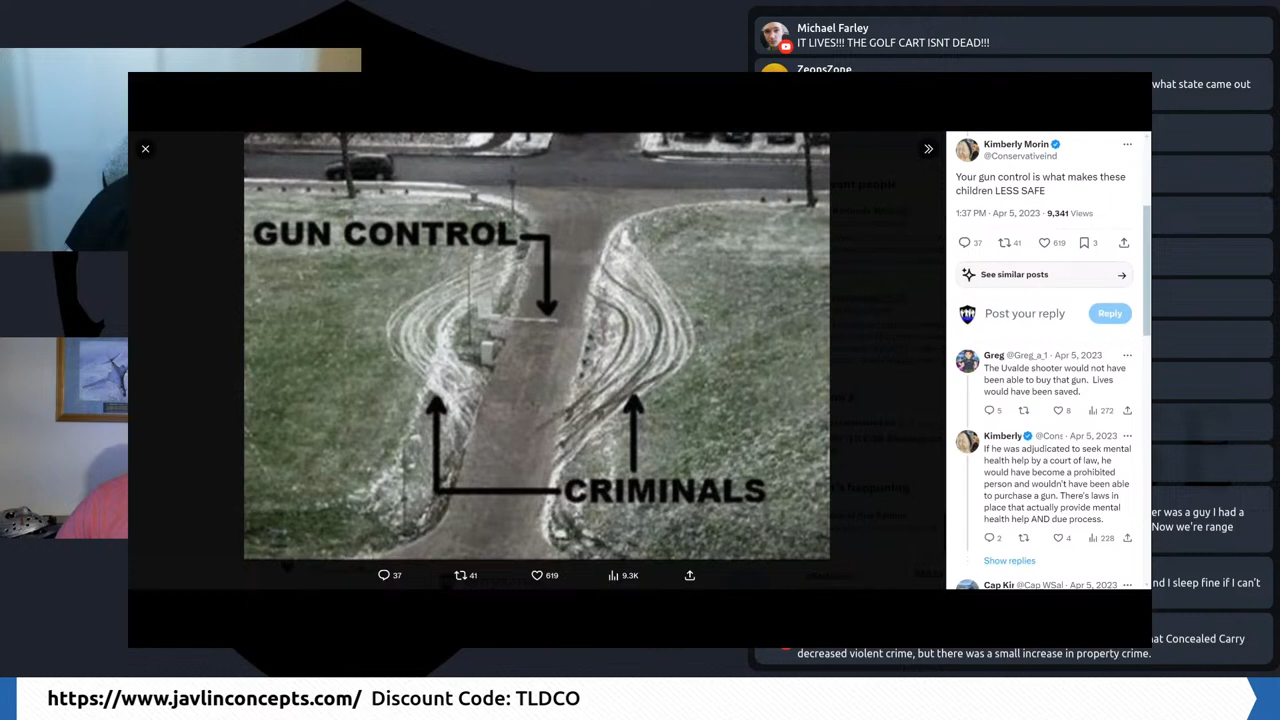 Michael Farley
IT LIVES!!! THE GOLF CART ISNT DEAD!!!
ZeonsZone
what state came out
GUN CONTROL
CRIMINALS
37
41
619
9.3K
Kimberly Morin
@Conservativeind
Your gun control is what makes these
children LESS SAFE
1:37 PM · Apr 5, 2023 · 9,341 Views
37 41 619 3
See similar posts
Post your reply
Reply
Greg @Greg_a_1 · Apr 5, 2023
The Uvalde shooter would not have
been able to buy that gun. Lives
would have been saved.
5 8 272
Kimberly @Cons · Apr 5, 2023
If he was adjudicated to seek mental
health help by a court of law, he
would have become a prohibited
person and wouldn't have been able
to purchase a gun. There's laws in
place that actually provide mental
health help AND due process.
2 4 228
Show replies
Cap Kir @Cap WSal · Apr 5, 2023
er was a guy I had a
Now we're range
nd I sleep fine if I can't
at Concealed Carry
decreased violent crime, but there was a small increase in property crime.
https://www.javlinconcepts.com/ Discount Code: TLDCO